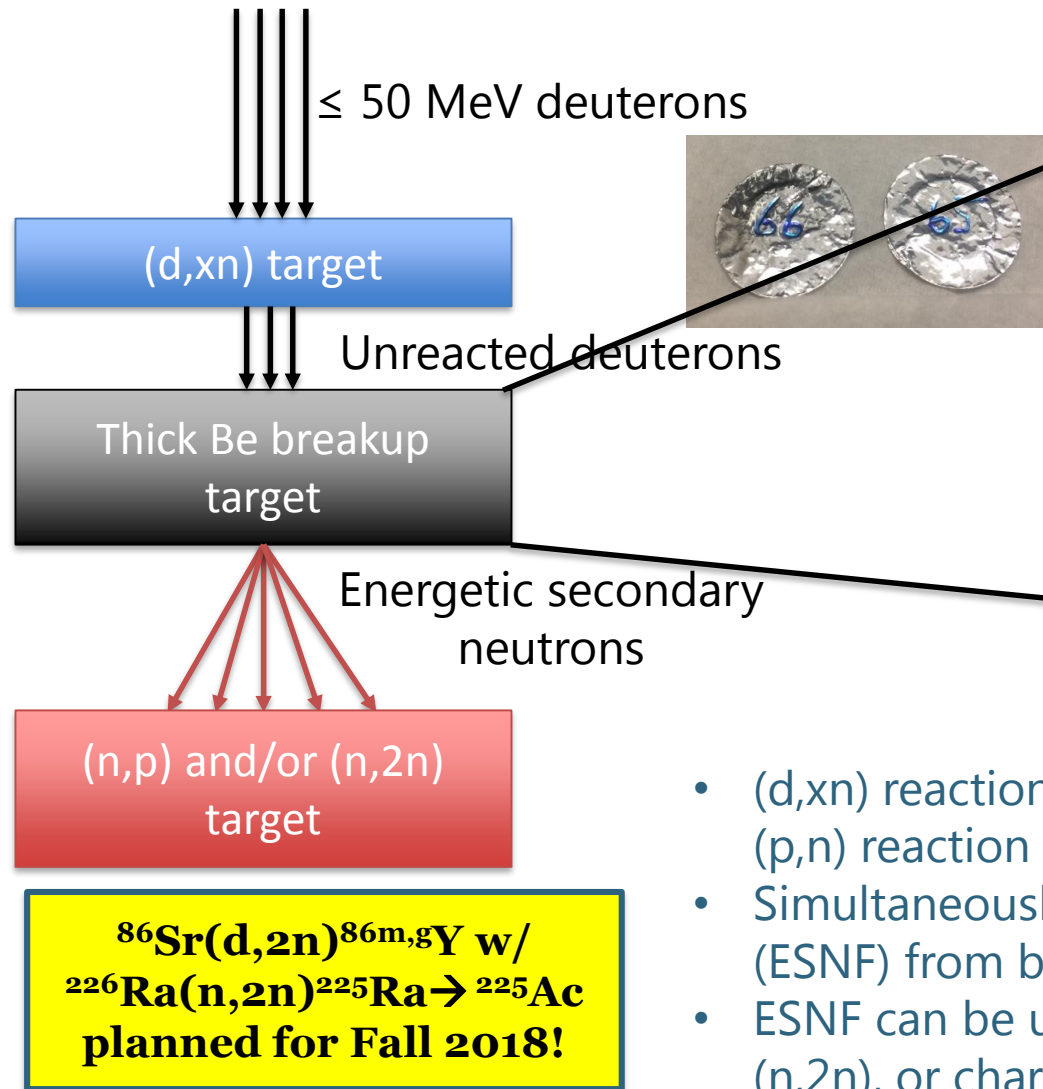 ≤ 50 MeV deuterons
(d,xn) target
66
65
Unreacted deuterons
Thick Be breakup
target
Energetic secondary
neutrons
(n,p) and/or (n,2n)
target
⁸⁶Sr(d,2n)⁸⁶ᵐ,ᵍY w/
²²⁶Ra(n,2n)²²⁵Ra→ ²²⁵Ac
planned for Fall 2018!
• (d,xn) reaction
(p,n) reaction
• Simultaneousl
(ESNF) from b
• ESNF can be u
(n,2n), or char